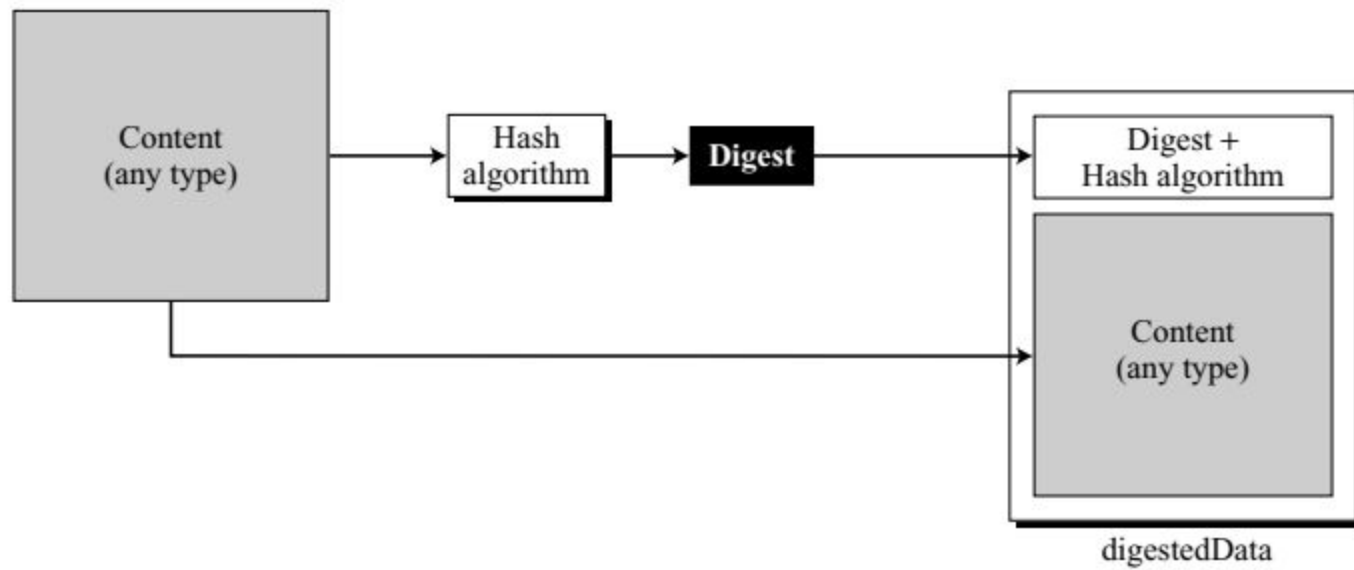 Content
(any type)
Hash
algorithm
Digest
Digest +
Hash algorithm
Content
(any type)
digestedData